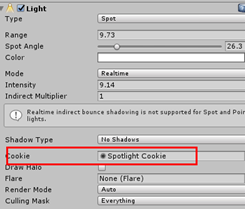 Light
Type Spot
Range 9.73
Spot Angle 26.3
Color
Mode Realtime
Intensity 9.14
Indirect Multiplier 1
Realtime indirect bounce shadowing is not supported for Spot and Poin
lights.
Shadow Type No Shadows
Cookie Spotlight Cookie
Draw Halo
Flare None (Flare)
Render Mode Auto
Culling Mask Everything